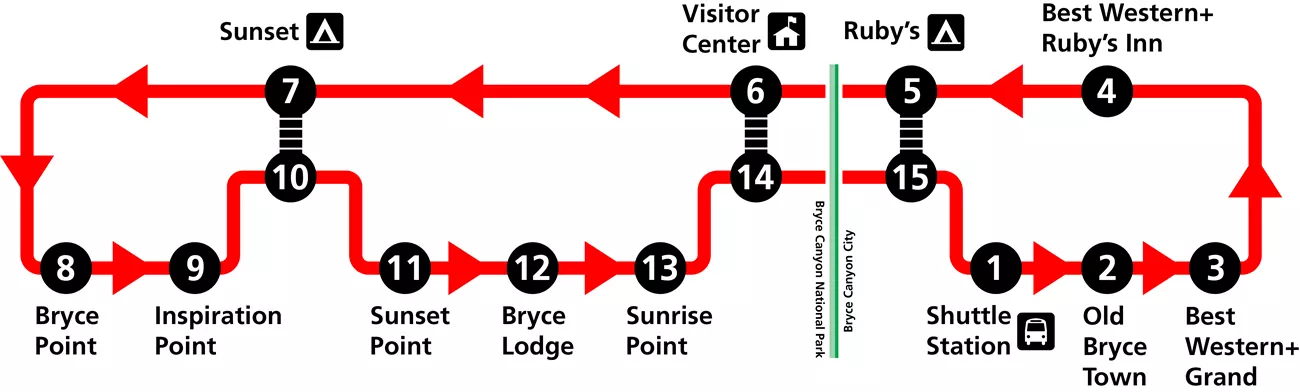 Sunset
Visitor
Center
Ruby's
Best Western+
Ruby's Inn
7
6
5
4
10
14
15
8
9
11
12
13
1
2
3
Bryce
Point
Inspiration
Point
Sunset
Point
Bryce
Lodge
Sunrise
Point
Bryce Canyon National Park
Bryce Canyon City
Shuttle
Station
Old
Bryce
Town
Best
Western+
Grand